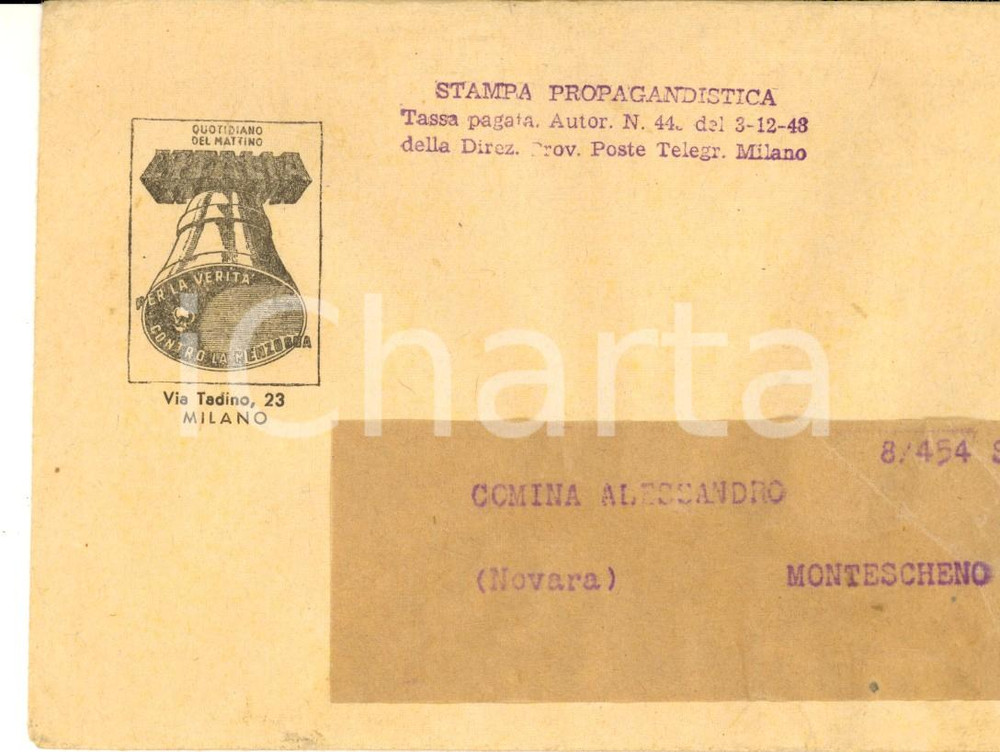 STAMPA PROPAGANDISTICA
Tassa pagata. Autor. N. 44 del 3-12-48
della Direz. Prov. Poste Telegr. Milano
QUOTIDIANO
DEL MATTINO
PER LA VERITÀ
CONTRO LA MENZOGNA
Via Tadino, 23
MILANO
iCharta
8/454 S
COMINA ALESSANDRO
(Novara) MONTESCHENO